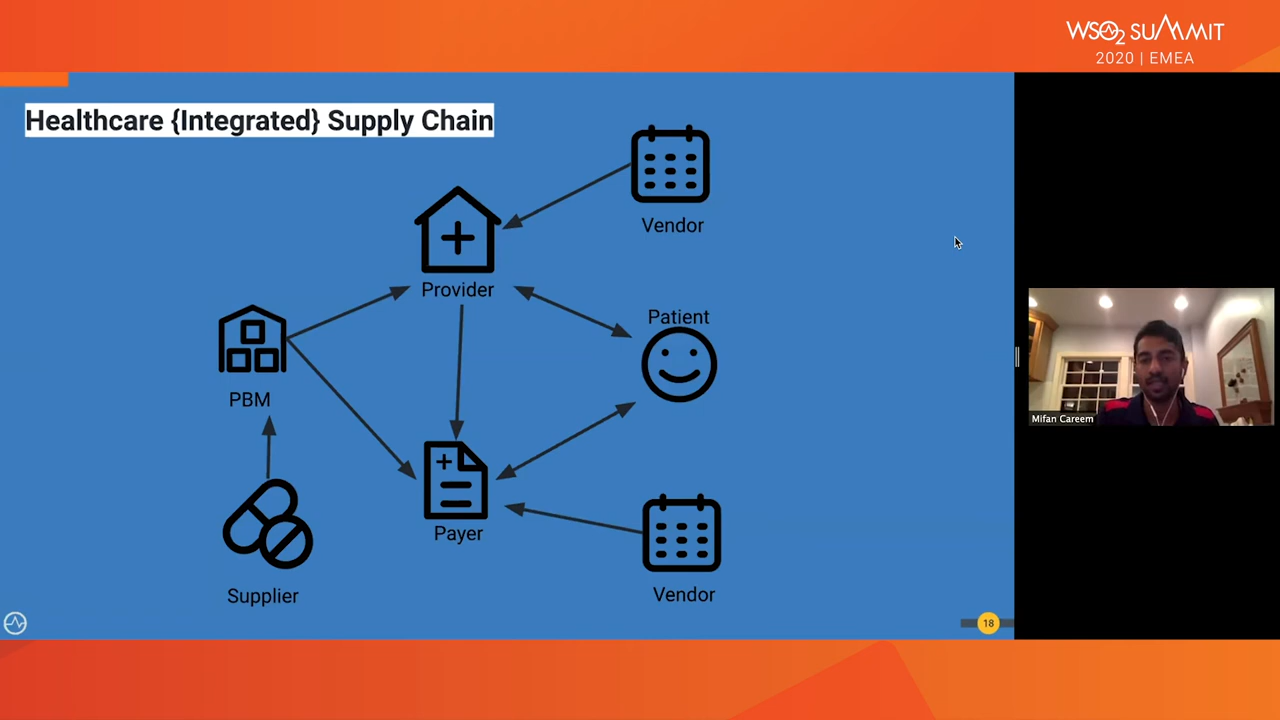 WSO2 SUMMIT
2020 | EMEA
Healthcare {Integrated} Supply Chain
Vendor
Provider
Patient
PBM
Payer
Supplier
Vendor
18
Mifan Careem